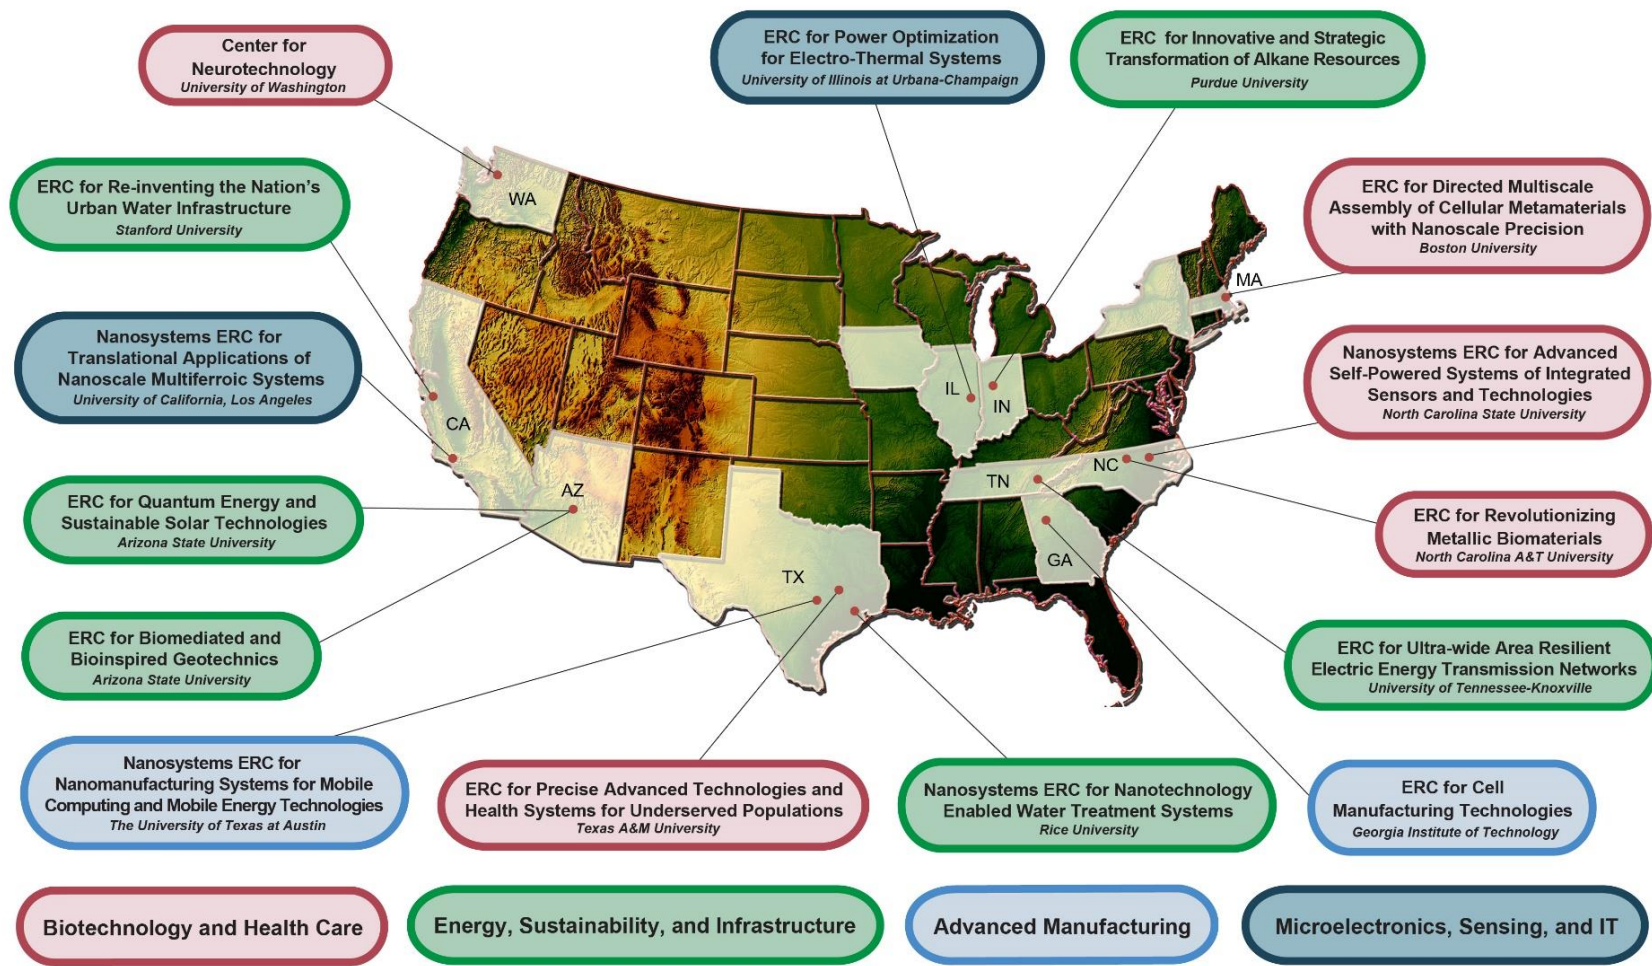 Center for
Neurotechnology
University of Washington
ERC for Power Optimization
for Electro-Thermal Systems
University of Illinois at Urbana-Champaign
ERC for Innovative and Strategic
Transformation of Alkane Resources
Purdue University
ERC for Re-inventing the Nation's
Urban Water Infrastructure
Stanford University
ERC for Directed Multiscale
Assembly of Cellular Metamaterials
with Nanoscale Precision
Boston University
Nanosystems ERC for
Translational Applications of
Nanoscale Multiferroic Systems
University of California, Los Angeles
Nanosystems ERC for Advanced
Self-Powered Systems of Integrated
Sensors and Technologies
North Carolina State University
ERC for Quantum Energy and
Sustainable Solar Technologies
Arizona State University
ERC for Revolutionizing
Metallic Biomaterials
North Carolina A&T University
ERC for Biomediated and
Bioinspired Geotechnics
Arizona State University
ERC for Ultra-wide Area Resilient
Electric Energy Transmission Networks
University of Tennessee-Knoxville
WA
MA
IL
IN
CA
NC
TN
AZ
GA
TX
Nanosystems ERC for
Nanomanufacturing Systems for Mobile
Computing and Mobile Energy Technologies
The University of Texas at Austin
ERC for Precise Advanced Technologies and
Health Systems for Underserved Populations
Texas A&M University
Nanosystems ERC for Nanotechnology
Enabled Water Treatment Systems
Rice University
ERC for Cell
Manufacturing Technologies
Georgia Institute of Technology
Biotechnology and Health Care
Energy, Sustainability, and Infrastructure
Advanced Manufacturing
Microelectronics, Sensing, and IT